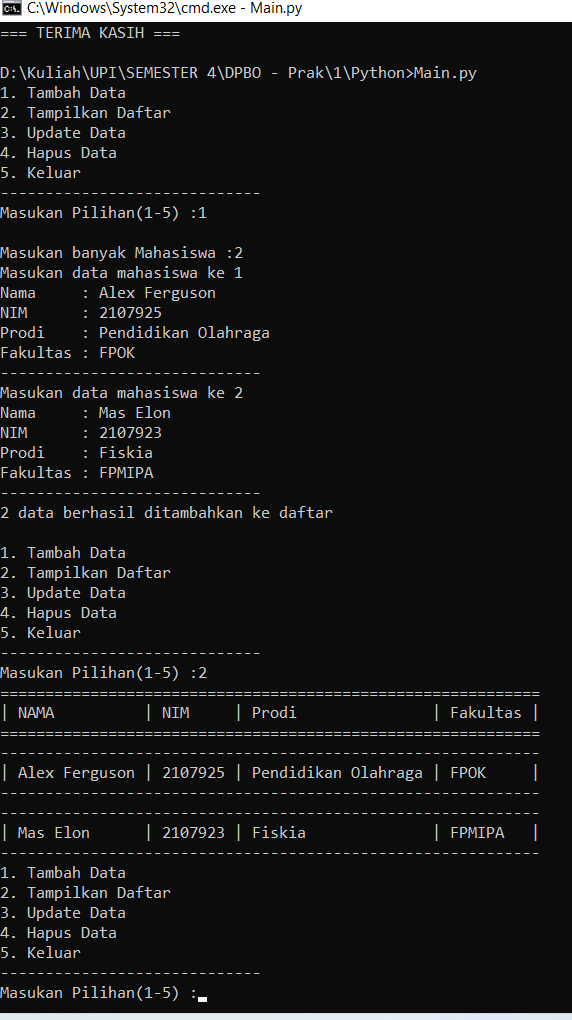 C:\Windows\System32\cmd.exe - Main.py
=== TERIMA KASIH ===
D:\Kuliah\UPI\SEMESTER 4\DPBO - Prak\1\Python>Main.py
1. Tambah Data
2. Tampilkan Daftar
3. Update Data
4. Hapus Data
5. Keluar
-----------------------------
Masukan Pilihan(1-5) :1
Masukan banyak Mahasiswa :2
Masukan data mahasiswa ke 1
Nama     : Alex Ferguson
NIM      : 2107925
Prodi    : Pendidikan Olahraga
Fakultas : FPOK
-----------------------------
Masukan data mahasiswa ke 2
Nama     : Mas Elon
NIM      : 2107923
Prodi    : Fiskia
Fakultas : FPMIPA
-----------------------------
2 data berhasil ditambahkan ke daftar
1. Tambah Data
2. Tampilkan Daftar
3. Update Data
4. Hapus Data
5. Keluar
-----------------------------
Masukan Pilihan(1-5) :2
============================================================
| NAMA          | NIM     | Prodi               | Fakultas |
============================================================
------------------------------------------------------------
| Alex Ferguson | 2107925 | Pendidikan Olahraga | FPOK     |
------------------------------------------------------------
------------------------------------------------------------
| Mas Elon      | 2107923 | Fiskia              | FPMIPA   |
------------------------------------------------------------
1. Tambah Data
2. Tampilkan Daftar
3. Update Data
4. Hapus Data
5. Keluar
-----------------------------
Masukan Pilihan(1-5) :